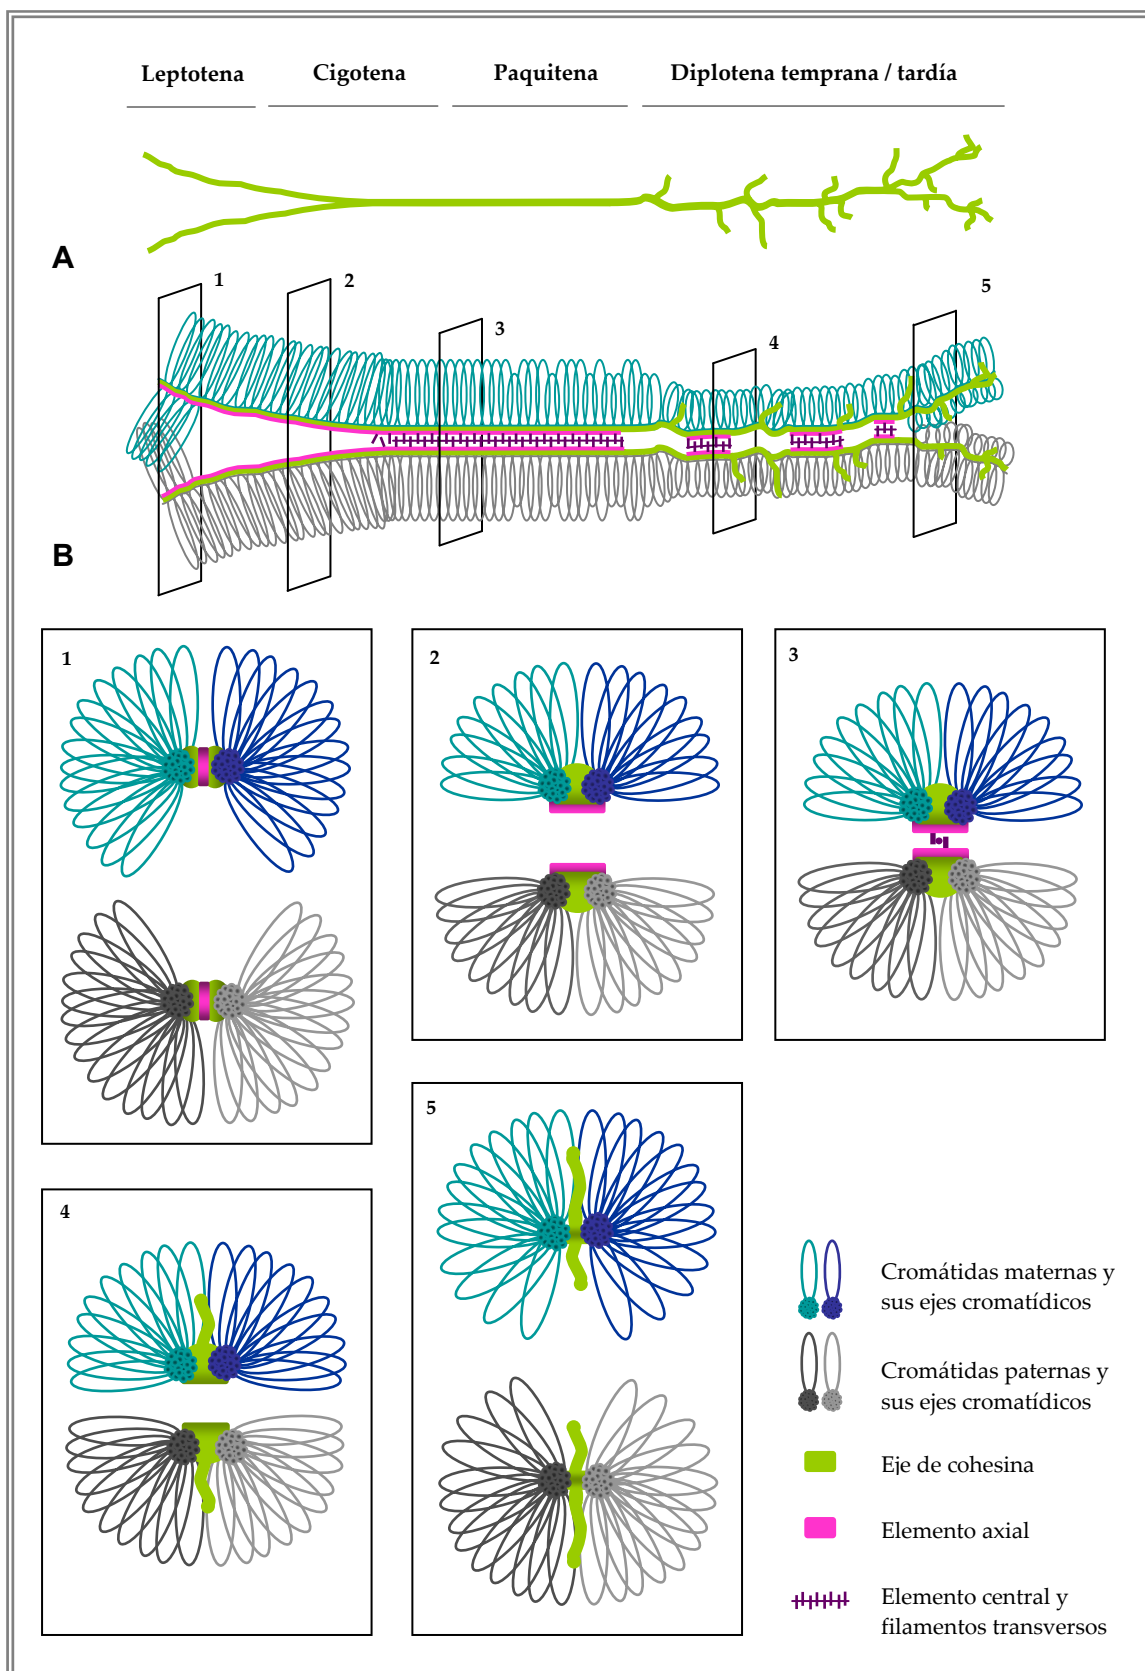 Leptotena Cigotena Paquitena Diplotena temprana / tardía
A
1 2 3 4 5
B
1 2 3
4 5
Cromátidas maternas y
sus ejes cromatídicos
Cromátidas paternas y
sus ejes cromatídicos
Eje de cohesina
Elemento axial
Elemento central y
filamentos transversos